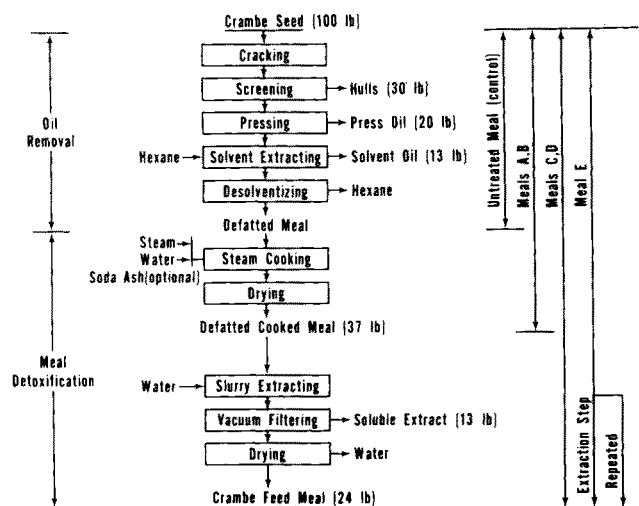 Crambe Seed (100 lb)
Cracking
Screening
Hulls (30 lb)
Pressing
Press Oil (20 lb)
Oil
Removal
Hexane
Solvent Extracting
Solvent Oil (13 lb)
Desolventizing
Hexane
Defatted Meal
Steam
Water
Soda Ash(optional)
Steam Cooking
Drying
Defatted Cooked Meal (37 lb)
Meal
Detoxification
Water
Slurry Extracting
Vacuum Filtering
Soluble Extract (13 lb)
Drying
Water
Crambe Feed Meal (24 lb)
Untreated Meal (control)
Meals A,B
Meals C,D
Meal E
Extraction Step
Repeated